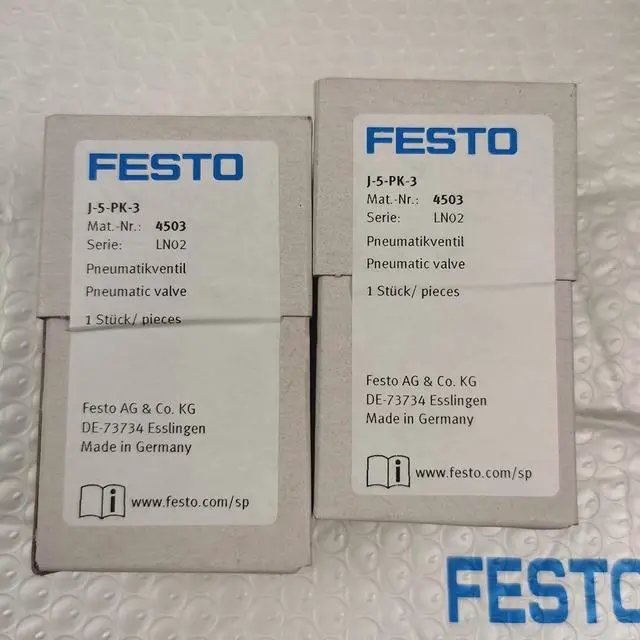 FESTO
J-5-PK-3
Mat.-Nr.: 4503
Serie: LN02
Pneumatikventil
Pneumatic valve
1 Stück/ pieces
Festo AG & Co. KG
DE-73734 Esslingen
Made in Germany
www.festo.com/sp
FESTO
J-5-PK-3
Mat.-Nr.: 4503
Serie: LN02
Pneumatikventil
Pneumatic valve
1 Stück/ pieces
Festo AG & Co. KG
DE-73734 Esslingen
Made in Germany
www.festo.com/sp
FESTO
FESTO